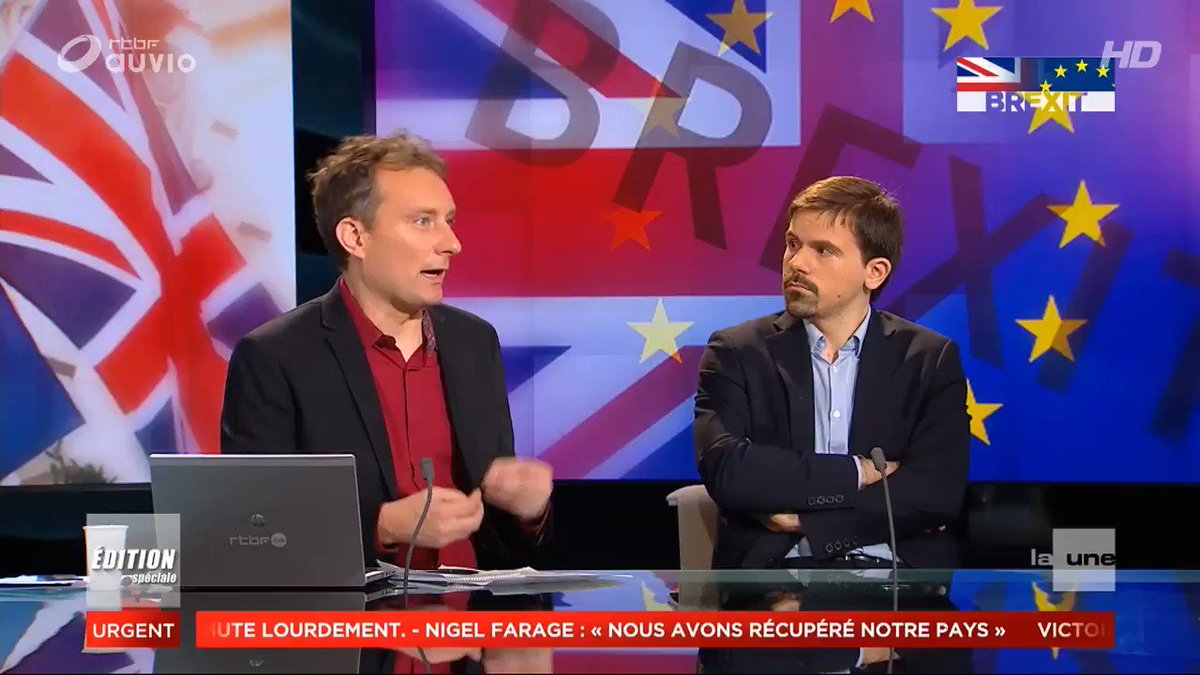 rtbf
auvio
HD
BREXIT
BREXIT
rtbf
ÉDITION
spéciale
la une
URGENT
HUTE LOURDEMENT. - NIGEL FARAGE : « NOUS AVONS RÉCUPÉRÉ NOTRE PAYS »
VICTOI